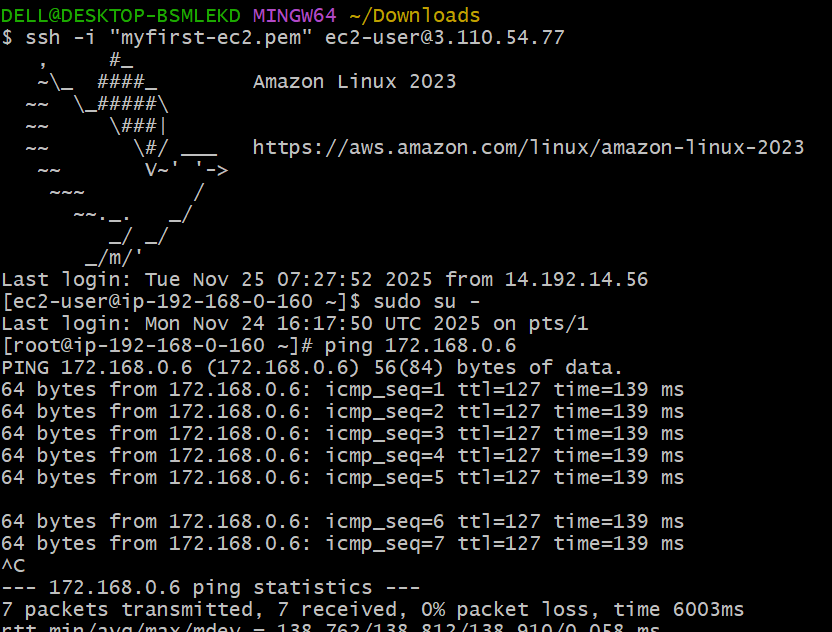 DELL@DESKTOP-BSMLEKD MINGW64 ~/Downloads
$ ssh -i "myfirst-ec2.pem" ec2-user@3.110.54.77
   ,     #_
   ~\_  ####_        Amazon Linux 2023
  ~~  \_#####\
  ~~     \###|
  ~~       \#/ ___   https://aws.amazon.com/linux/amazon-linux-2023
   ~~       V~' '->
    ~~~         /
      ~~._.   _/
         _/ _/
       _/m/'
Last login: Tue Nov 25 07:27:52 2025 from 14.192.14.56
[ec2-user@ip-192-168-0-160 ~]$ sudo su -
Last login: Mon Nov 24 16:17:50 UTC 2025 on pts/1
[root@ip-192-168-0-160 ~]# ping 172.168.0.6
PING 172.168.0.6 (172.168.0.6) 56(84) bytes of data.
64 bytes from 172.168.0.6: icmp_seq=1 ttl=127 time=139 ms
64 bytes from 172.168.0.6: icmp_seq=2 ttl=127 time=139 ms
64 bytes from 172.168.0.6: icmp_seq=3 ttl=127 time=139 ms
64 bytes from 172.168.0.6: icmp_seq=4 ttl=127 time=139 ms
64 bytes from 172.168.0.6: icmp_seq=5 ttl=127 time=139 ms

64 bytes from 172.168.0.6: icmp_seq=6 ttl=127 time=139 ms
64 bytes from 172.168.0.6: icmp_seq=7 ttl=127 time=139 ms
^C
--- 172.168.0.6 ping statistics ---
7 packets transmitted, 7 received, 0% packet loss, time 6003ms
rtt min/avg/max/mdev = 138.762/138.812/138.910/0.058 ms